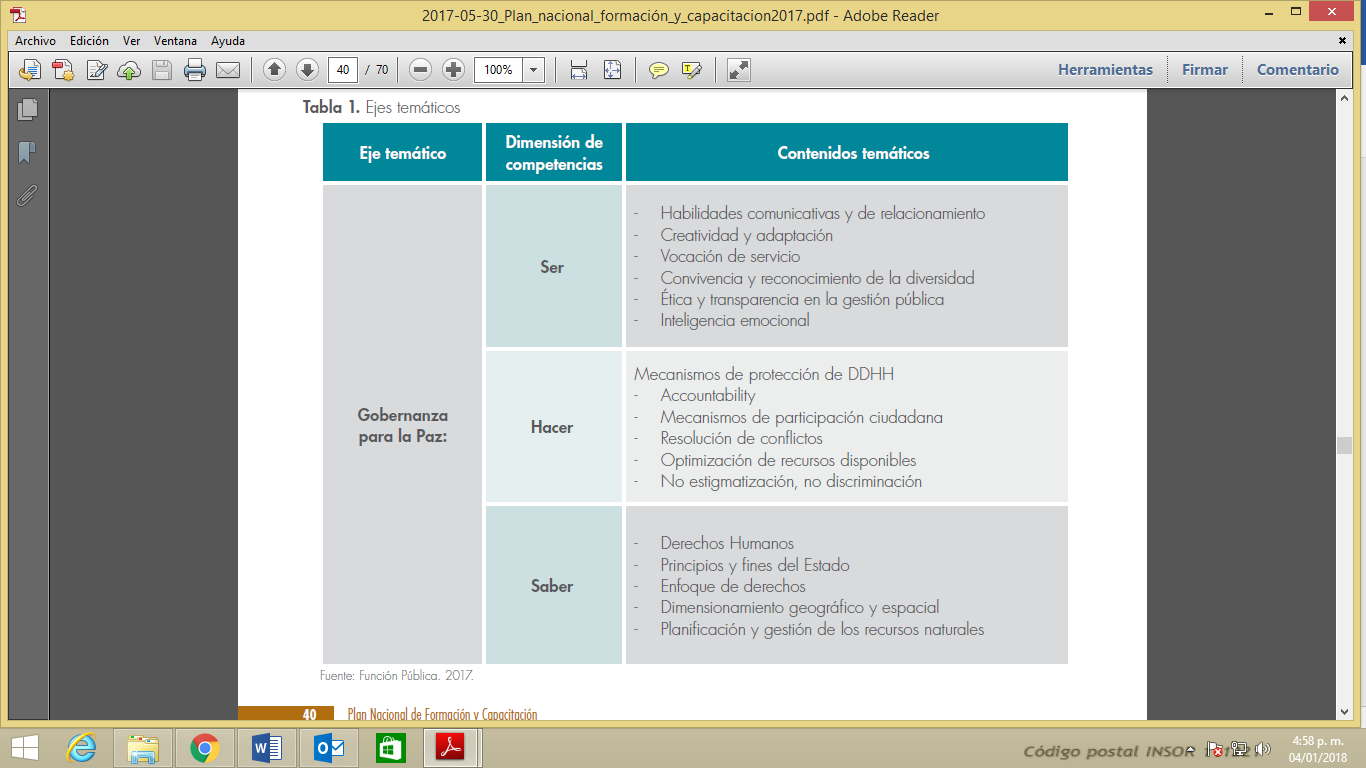 2017-05-30_Plan_nacional_formación_y_capacitacion2017.pdf - Adobe Reader
Archivo Edición Ver Ventana Ayuda
40 / 70 100% Herramientas Firmar Comentario
Tabla 1. Ejes temáticos
Eje temático
Dimensión de
competencias
Contenidos temáticos
Gobernanza
para la Paz:
Ser
- Habilidades comunicativas y de relacionamiento
- Creatividad y adaptación
- Vocación de servicio
- Convivencia y reconocimiento de la diversidad
- Ética y transparencia en la gestión pública
- Inteligencia emocional
Hacer
Mecanismos de protección de DDHH
- Accountability
- Mecanismos de participación ciudadana
- Resolución de conflictos
- Optimización de recursos disponibles
- No estigmatización, no discriminación
Saber
- Derechos Humanos
- Principios y fines del Estado
- Enfoque de derechos
- Dimensionamiento geográfico y espacial
- Planificación y gestión de los recursos naturales
Fuente: Función Pública. 2017.
40 Plan Nacional de Formación y Capacitación
Código postal INSOR
4:58 p. m.
04/01/2018